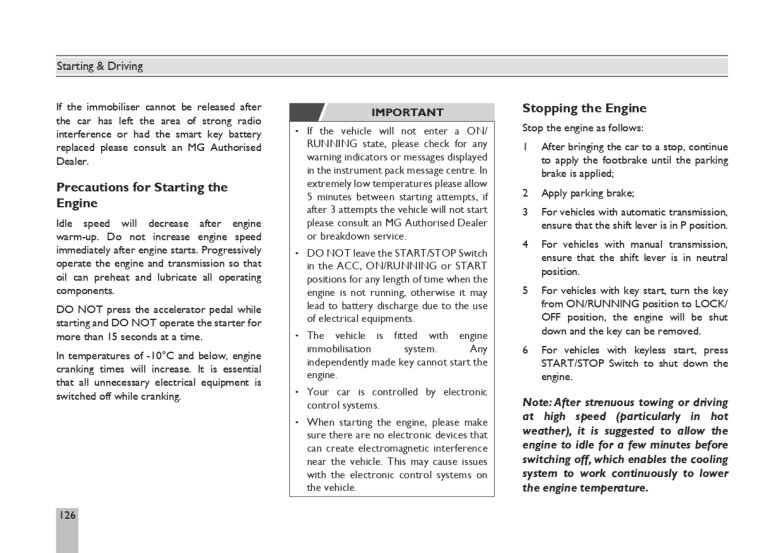 Starting & Driving
If the immobiliser cannot be released after
the car has left the area of strong radio
interference or had the smart key battery
replaced please consult an MG Authorised
Dealer.
Precautions for Starting the
Engine
Idle speed will decrease after engine
warm-up. Do not increase engine speed
immediately after engine starts. Progressively
operate the engine and transmission so that
oil can preheat and lubricate all operating
components.
DO NOT press the accelerator pedal while
starting and DO NOT operate the starter for
more than 15 seconds at a time.
In temperatures of -10°C and below, engine
cranking times will increase. It is essential
that all unnecessary electrical equipment is
switched off while cranking.
IMPORTANT
• If the vehicle will not enter a ON/
RUNNING state, please check for any
warning indicators or messages displayed
in the instrument pack message centre. In
extremely low temperatures please allow
5 minutes between starting attempts, if
after 3 attempts the vehicle will not start
please consult an MG Authorised Dealer
or breakdown service.
• DO NOT leave the START/STOP Switch
in the ACC, ON/RUNNING or START
positions for any length of time when the
engine is not running, otherwise it may
lead to battery discharge due to the use
of electrical equipments.
• The vehicle is fitted with engine
immobilisation system. Any
independently made key cannot start the
engine.
• Your car is controlled by electronic
control systems.
• When starting the engine, please make
sure there are no electronic devices that
can create electromagnetic interference
near the vehicle. This may cause issues
with the electronic control systems on
the vehicle.
Stopping the Engine
Stop the engine as follows:
1 After bringing the car to a stop, continue
to apply the footbrake until the parking
brake is applied;
2 Apply parking brake;
3 For vehicles with automatic transmission,
ensure that the shift lever is in P position.
4 For vehicles with manual transmission,
ensure that the shift lever is in neutral
position.
5 For vehicles with key start, turn the key
from ON/RUNNING position to LOCK/
OFF position, the engine will be shut
down and the key can be removed.
6 For vehicles with keyless start, press
START/STOP Switch to shut down the
engine.
Note: After strenuous towing or driving
at high speed (particularly in hot
weather), it is suggested to allow the
engine to idle for a few minutes before
switching off, which enables the cooling
system to work continuously to lower
the engine temperature.
126